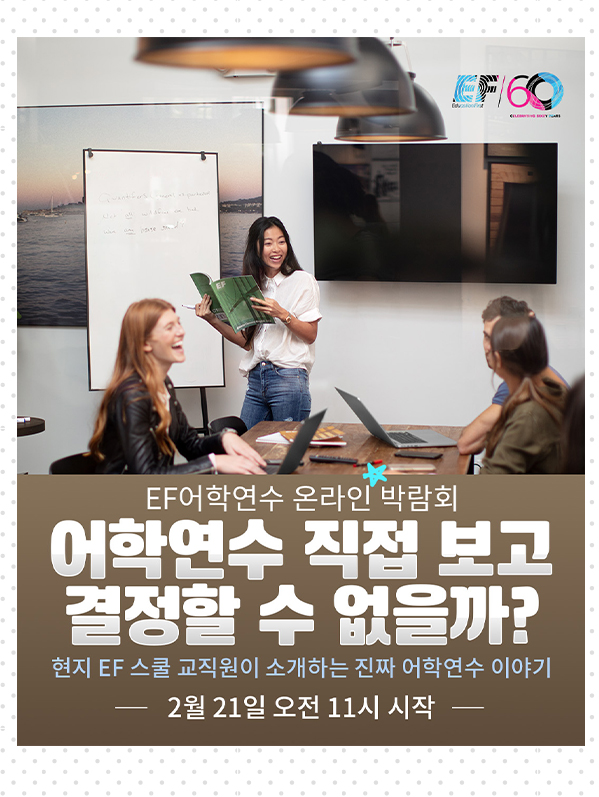 EF/60
EF어학연수 온라인 박람회
어학연수 직접 보고
결정할 수 없을까?
현지 EF 스쿨 교직원이 소개하는 진짜 어학연수 이야기
2월 21일 오전 11시 시작